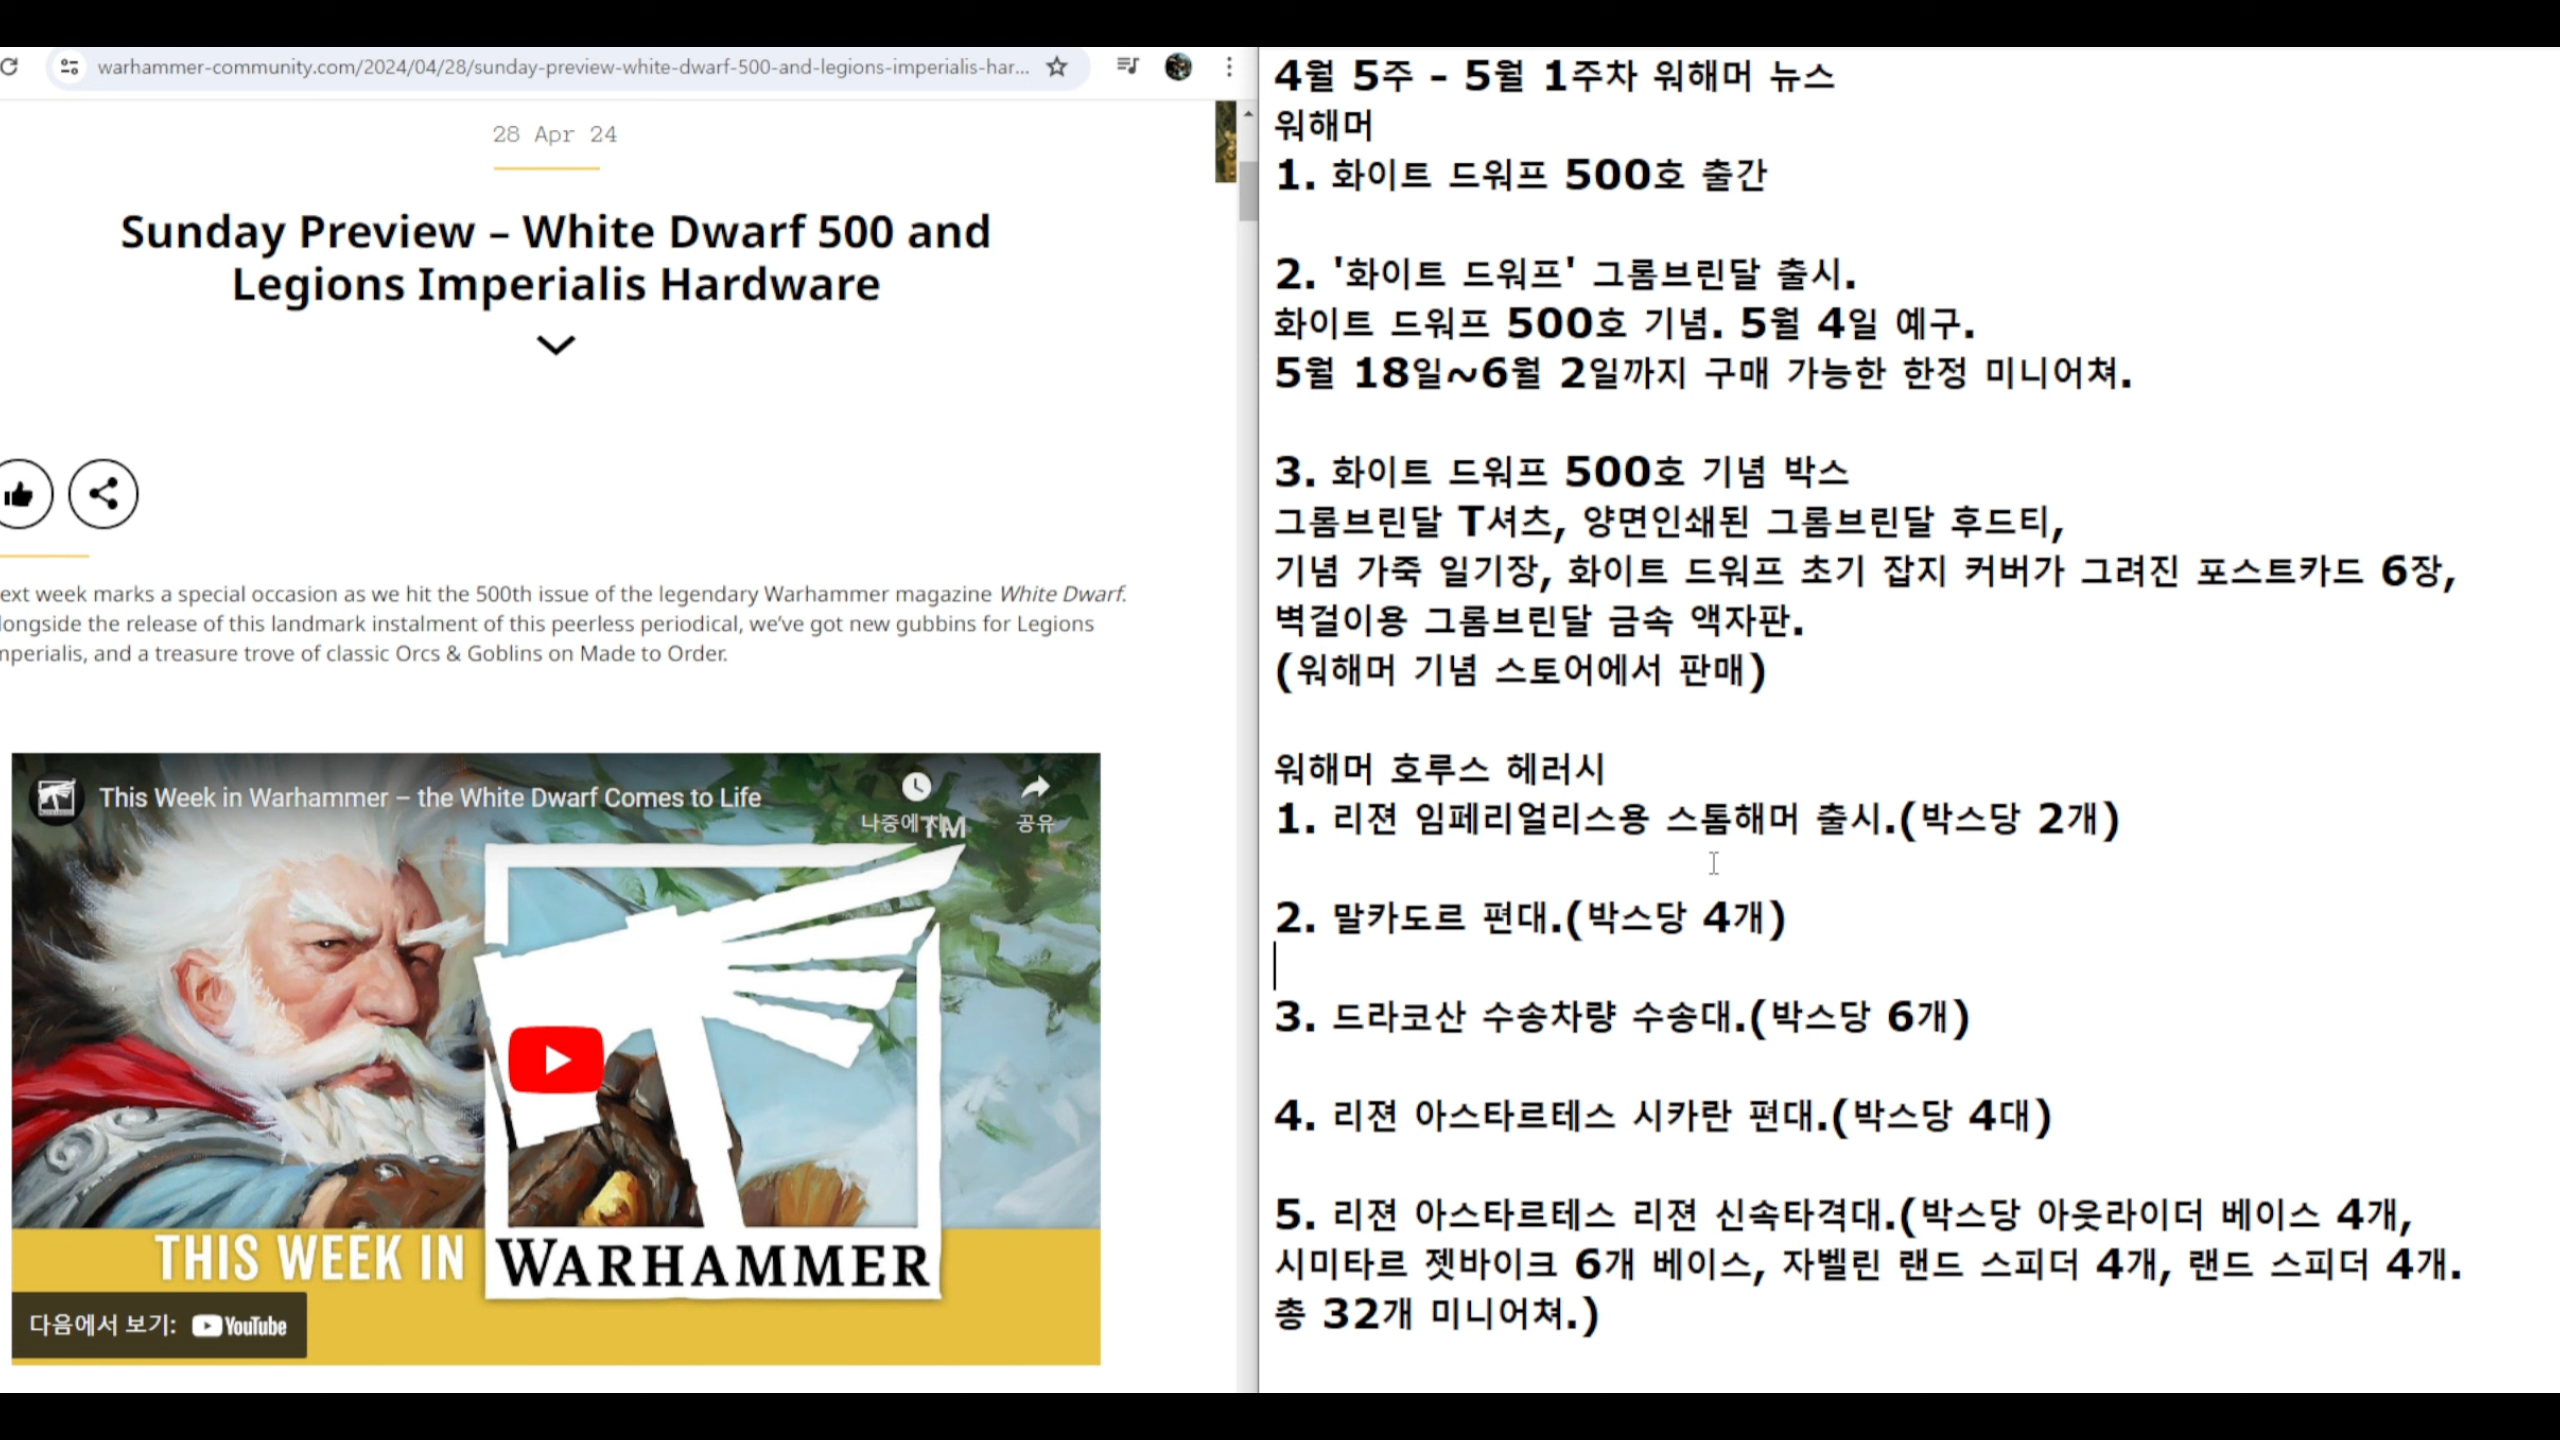 warhammer-community.com/2024/04/28/sunday-preview-white-dwarf-500-and-legions-imperialis-har...
28 Apr 24
Sunday Preview – White Dwarf 500 and
Legions Imperialis Hardware
ext week marks a special occasion as we hit the 500th issue of the legendary Warhammer magazine White Dwarf.
longside the release of this landmark instalment of this peerless periodical, we've got new gubbins for Legions
mperialis, and a treasure trove of classic Orcs & Goblins on Made to Order.
This Week in Warhammer – the White Dwarf Comes to Life
나중에
TM
공유
THIS WEEK IN WARHAMMER
다음에서 보기: YouTube
4월 5주 - 5월 1주차 워해머 뉴스
워해머
1. 화이트 드워프 500호 출간
2. '화이트 드워프' 그롬브린달 출시.
화이트 드워프 500호 기념. 5월 4일 예구.
5월 18일~6월 2일까지 구매 가능한 한정 미니어쳐.
3. 화이트 드워프 500호 기념 박스
그롬브린달 T셔츠, 양면인쇄된 그롬브린달 후드티,
기념 가죽 일기장, 화이트 드워프 초기 잡지 커버가 그려진 포스트카드 6장,
벽걸이용 그롬브린달 금속 액자판.
(워해머 기념 스토어에서 판매)
워해머 호루스 헤러시
1. 리젼 임페리얼리스용 스톰해머 출시.(박스당 2개)
2. 말카도르 편대.(박스당 4개)
3. 드라코산 수송차량 수송대.(박스당 6개)
4. 리젼 아스타르테스 시카란 편대.(박스당 4대)
5. 리젼 아스타르테스 리젼 신속타격대.(박스당 아웃라이더 베이스 4개,
시미타르 젯바이크 6개 베이스, 자벨린 랜드 스피더 4개, 랜드 스피더 4개.
총 32개 미니어쳐.)